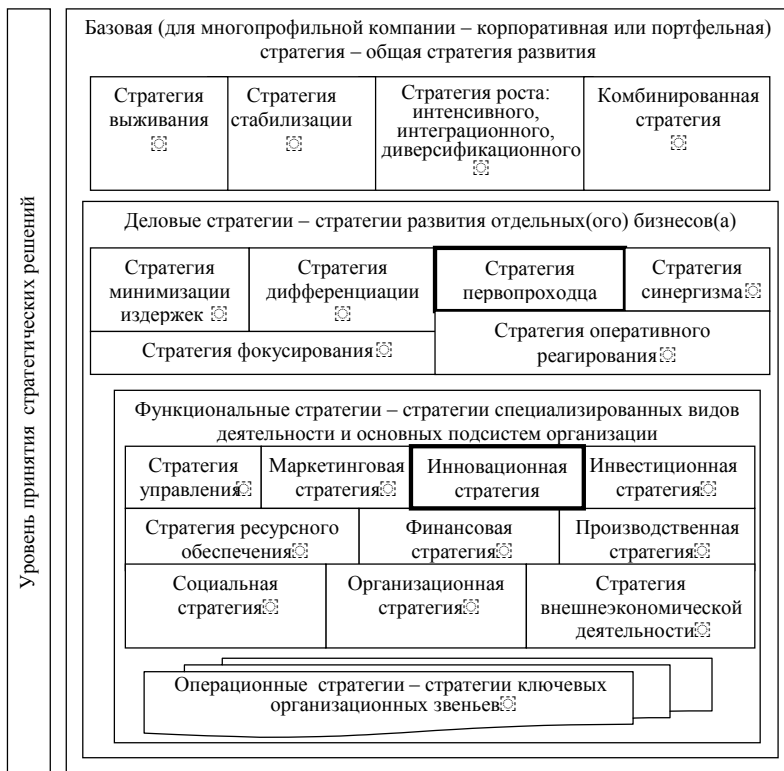 Уровень принятия стратегических решений
Базовая (для многопрофильной компании – корпоративная или портфельная)
стратегия – общая стратегия развития
Стратегия
выживания
Стратегия
стабилизации
Стратегия роста:
интенсивного,
интеграционного,
диверсификационного
Комбинированная
стратегия
Деловые стратегии – стратегии развития отдельных(ого) бизнесов(а)
Стратегия
минимизации
издержек
Стратегия
дифференциации
Стратегия
первопроходца
Стратегия
синергизма
Стратегия фокусирования
Стратегия оперативного
реагирования
Функциональные стратегии – стратегии специализированных видов
деятельности и основных подсистем организации
Стратегия
управления
Маркетинговая
стратегия
Инновационная
стратегия
Инвестиционная
стратегия
Стратегия ресурсного
обеспечения
Финансовая
стратегия
Производственная
стратегия
Социальная
стратегия
Организационная
стратегия
Стратегия
внешнеэкономической
деятельности
Операционные стратегии – стратегии ключевых
организационных звеньев